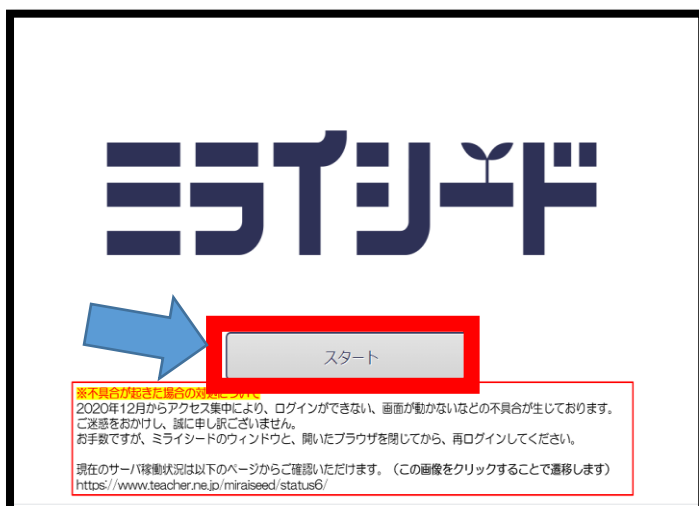 ミライシード
スタート
※不具合が起きた場合の対処について
2020年12月からアクセス集中により、ログインができない、画面が動かないなどの不具合が生じております。
ご迷惑をおかけし、誠に申し訳ございません。
お手数ですが、ミライシードのウィンドウと、開いたブラウザを閉じてから、再ログインしてください。
現在のサーバ稼働状況は以下のページからご確認いただけます。（この画像をクリックすることで遷移します）
https://www.teacher.ne.jp/miraiseed/status6/